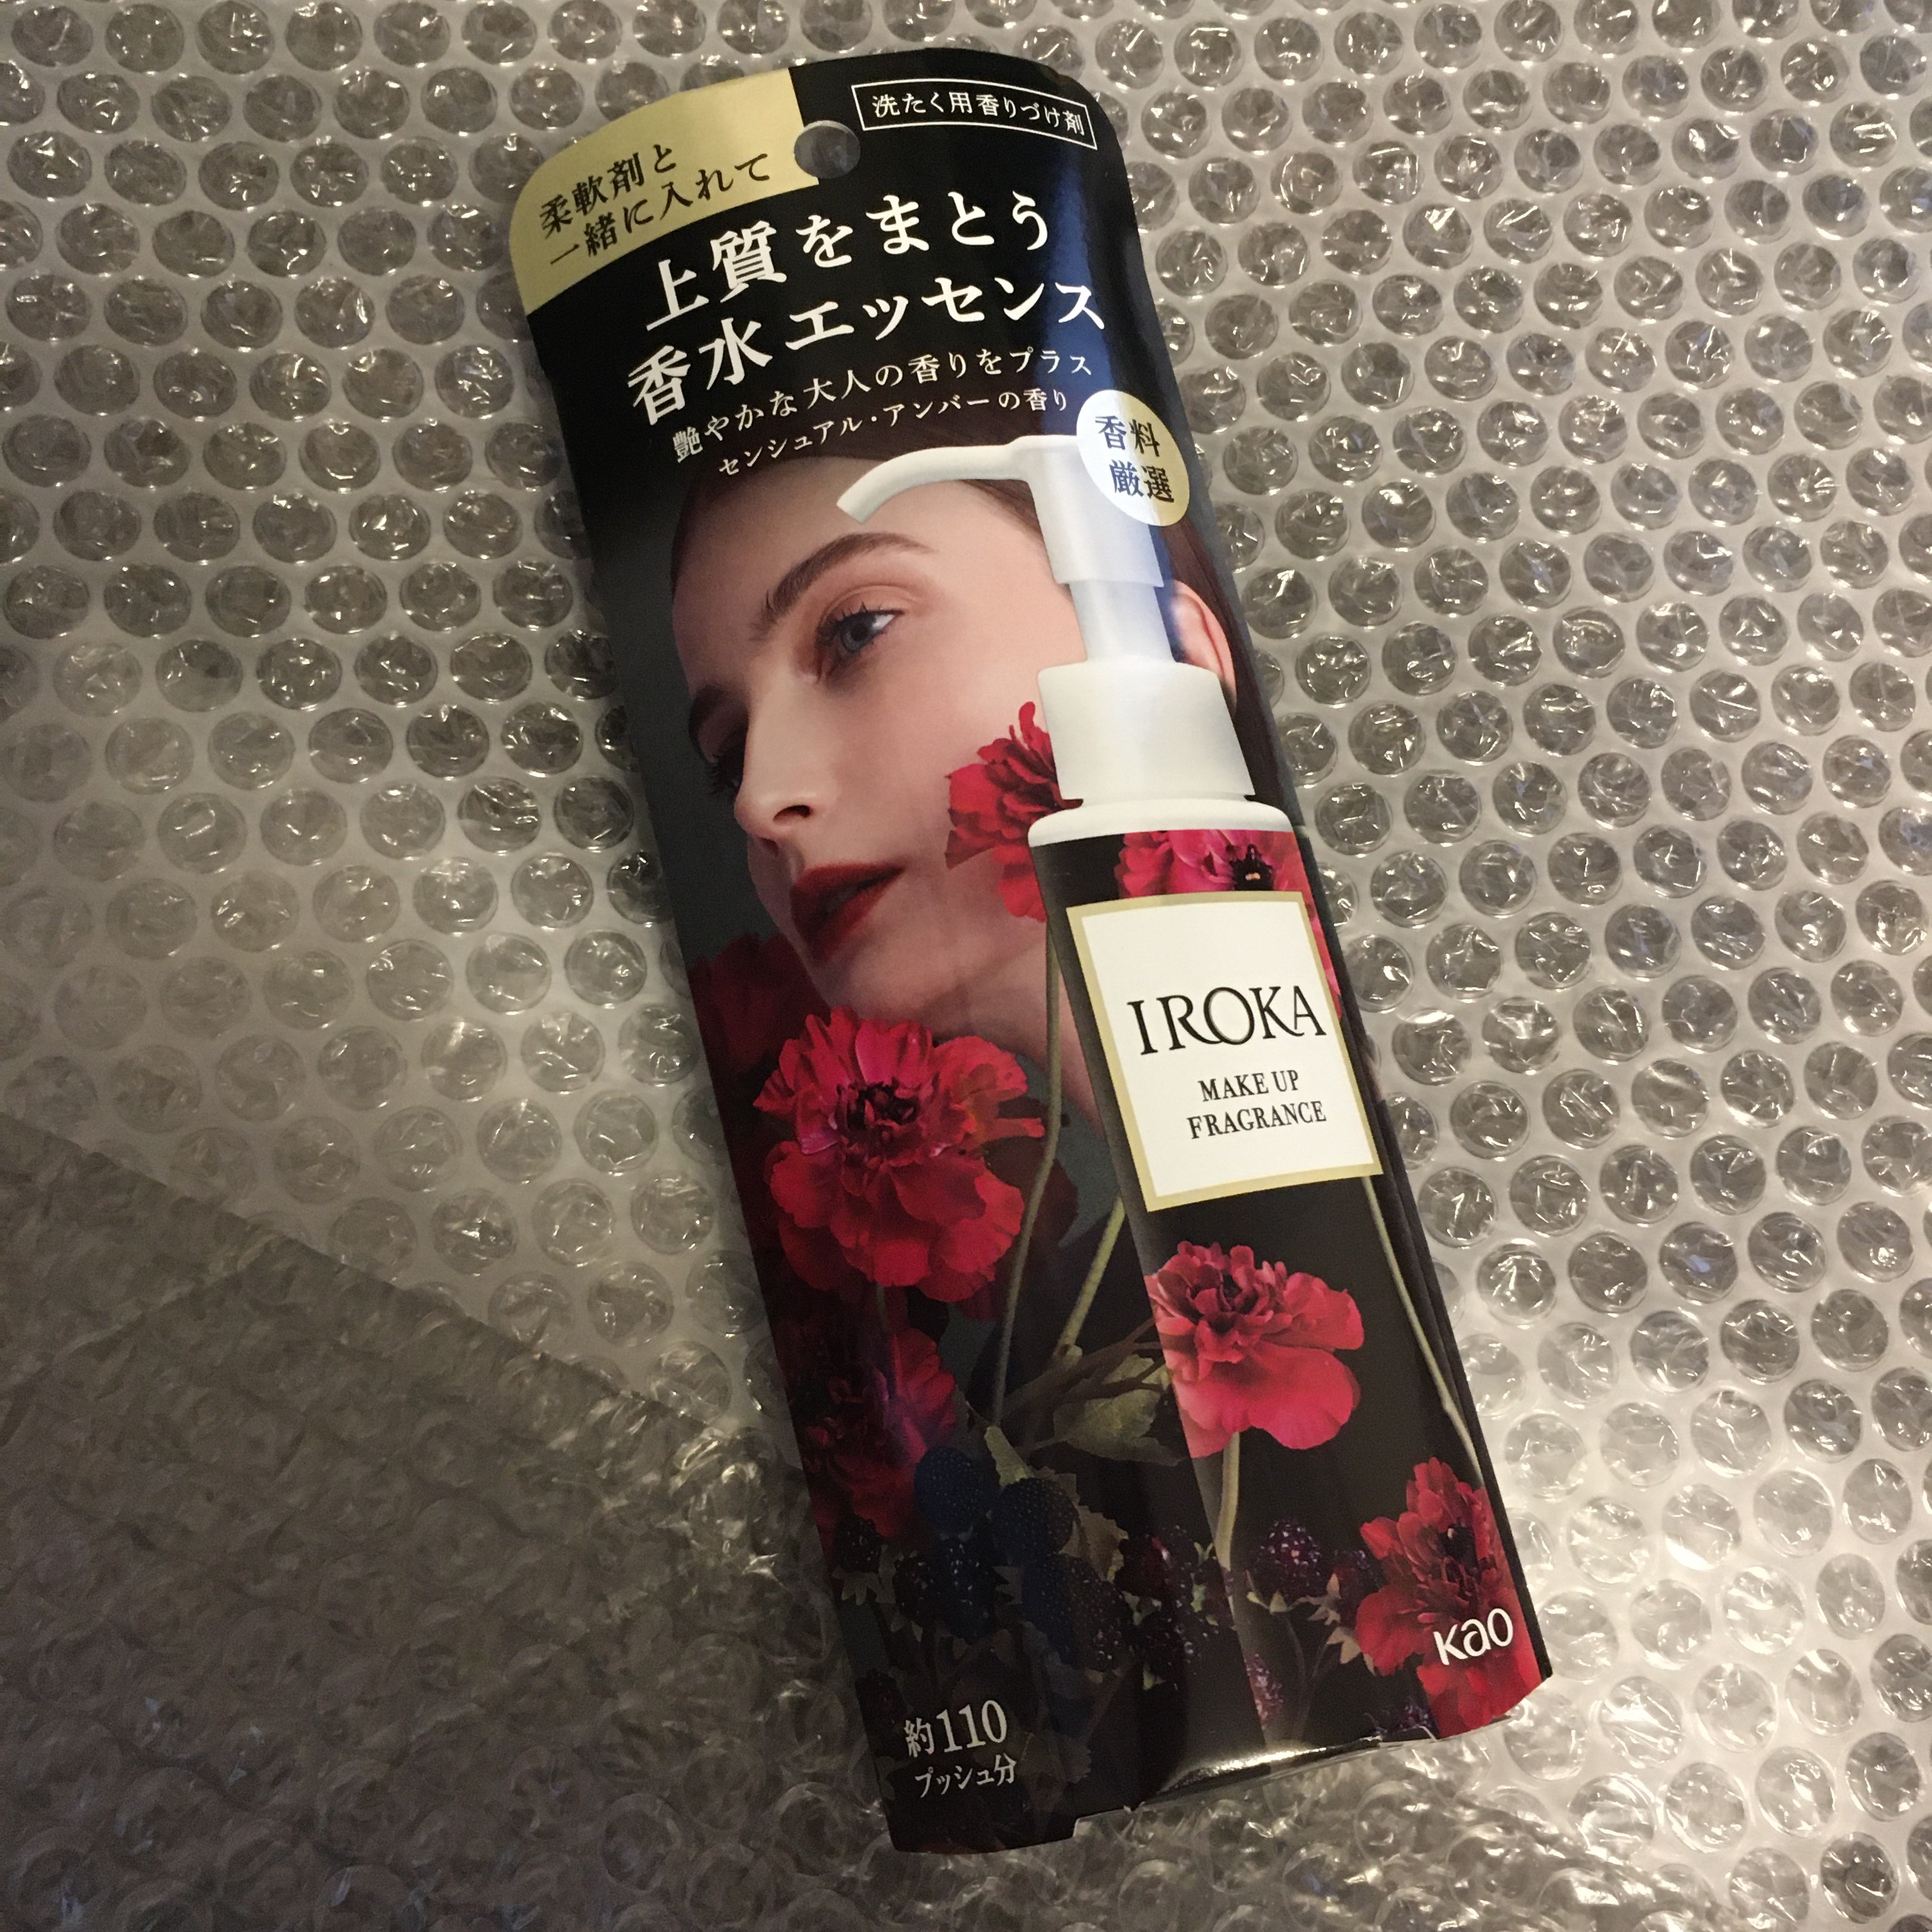 洗たく用香りづけ剤
柔軟剤と
一緒に入れて
上質をまとう
香水エッセンス
艶やかな大人の香りをプラス
センシュアル・アンバーの香り
香料
厳選
IROKA
MAKE UP
FRAGRANCE
Kao
約110
プッシュ分